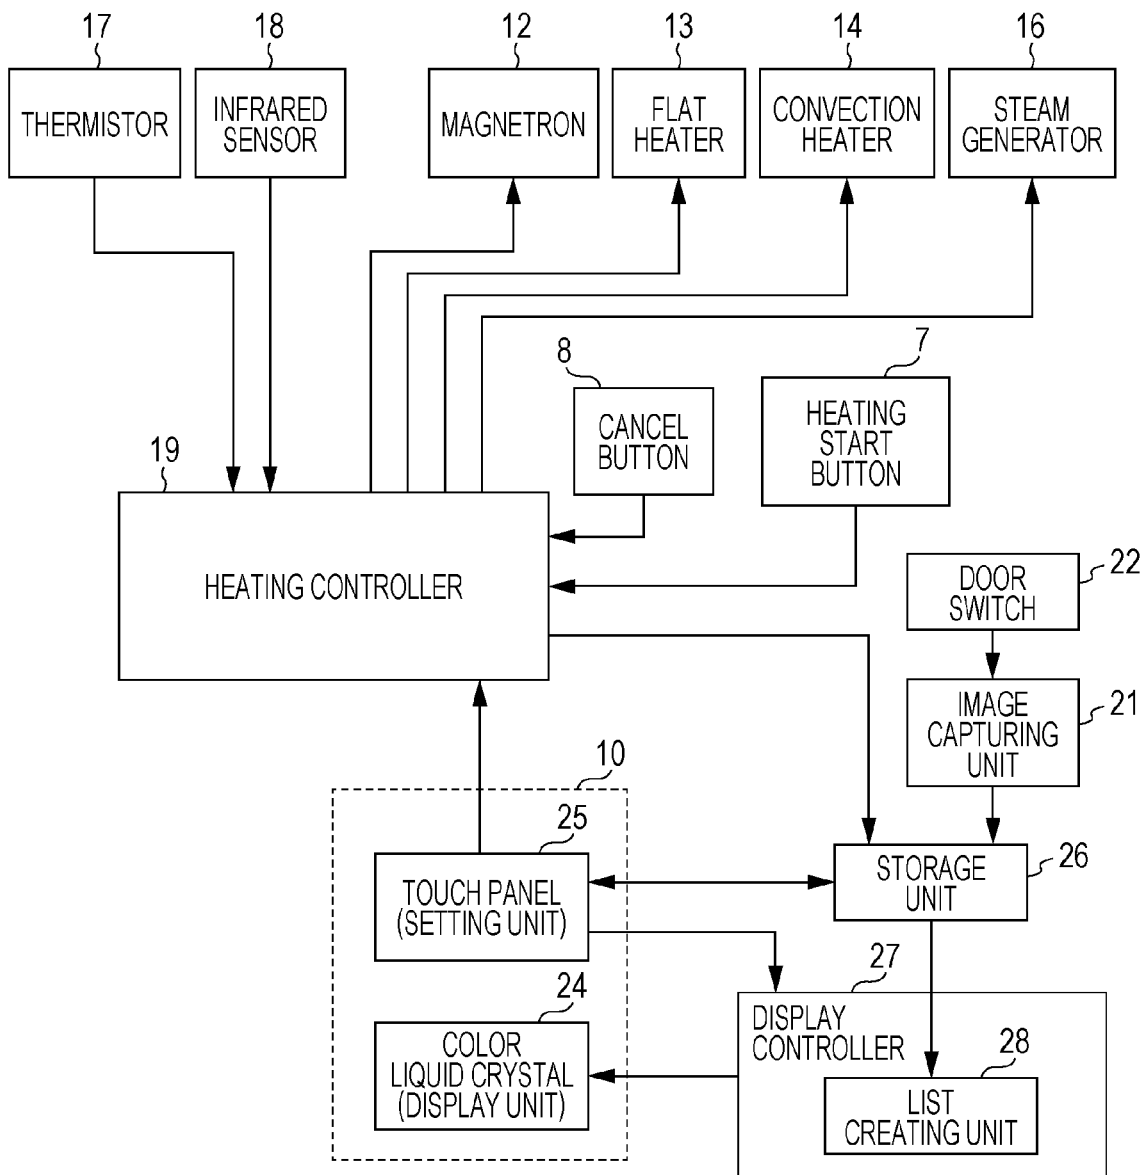 17
18
12
13
14
16
THERMISTOR
INFRARED
SENSOR
MAGNETRON
FLAT
HEATER
CONVECTION
HEATER
STEAM
GENERATOR
8
7
CANCEL
BUTTON
HEATING
START
BUTTON
19
HEATING CONTROLLER
DOOR
SWITCH
22
IMAGE
CAPTURING
UNIT
21
10
25
TOUCH PANEL
(SETTING UNIT)
STORAGE
UNIT
26
27
24
COLOR
LIQUID CRYSTAL
(DISPLAY UNIT)
DISPLAY
CONTROLLER
28
LIST
CREATING UNIT